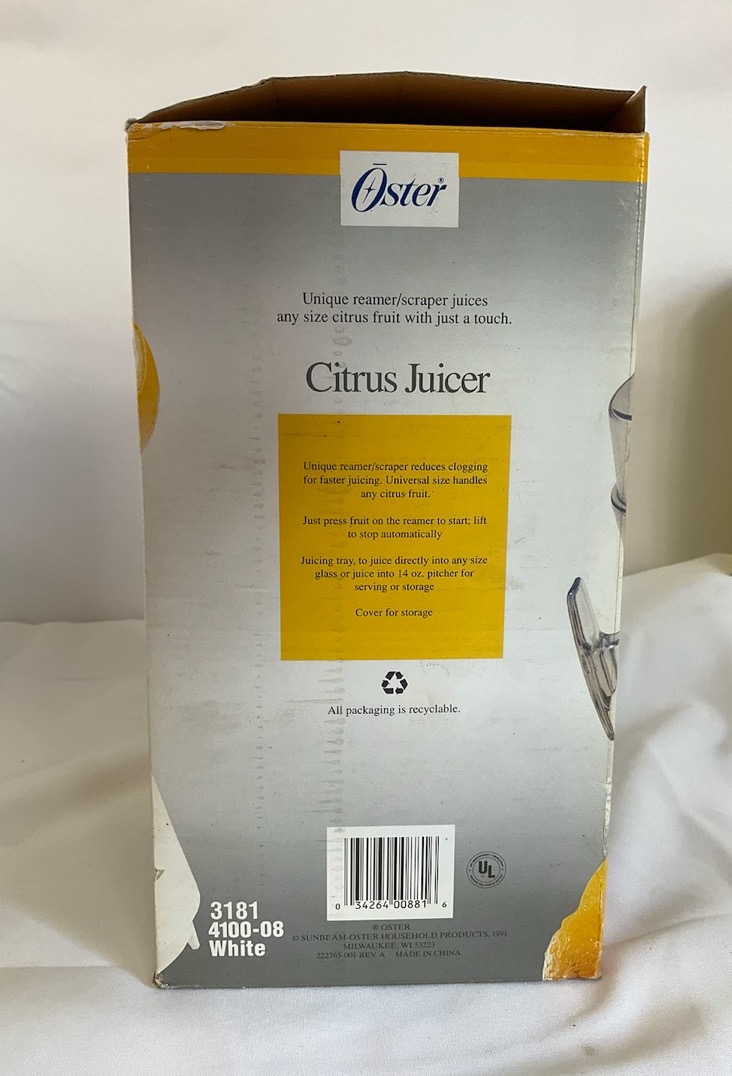 Oster®
Unique reamer/scraper juices
any size citrus fruit with just a touch.
Citrus Juicer
Unique reamer/scraper reduces clogging
for faster juicing. Universal size handles
any citrus fruit.
Just press fruit on the reamer to start; lift
to stop automatically
Juicing tray, to juice directly into any size
glass or juice into 14 oz. pitcher for
serving or storage
Cover for storage
All packaging is recyclable.
UL
0 34264 00881 6
3181
4100-08
White
® OSTER
© SUNBEAM-OSTER HOUSEHOLD PRODUCTS, 1991
MILWAUKEE, WI 53223
222765-001 REV. A MADE IN CHINA